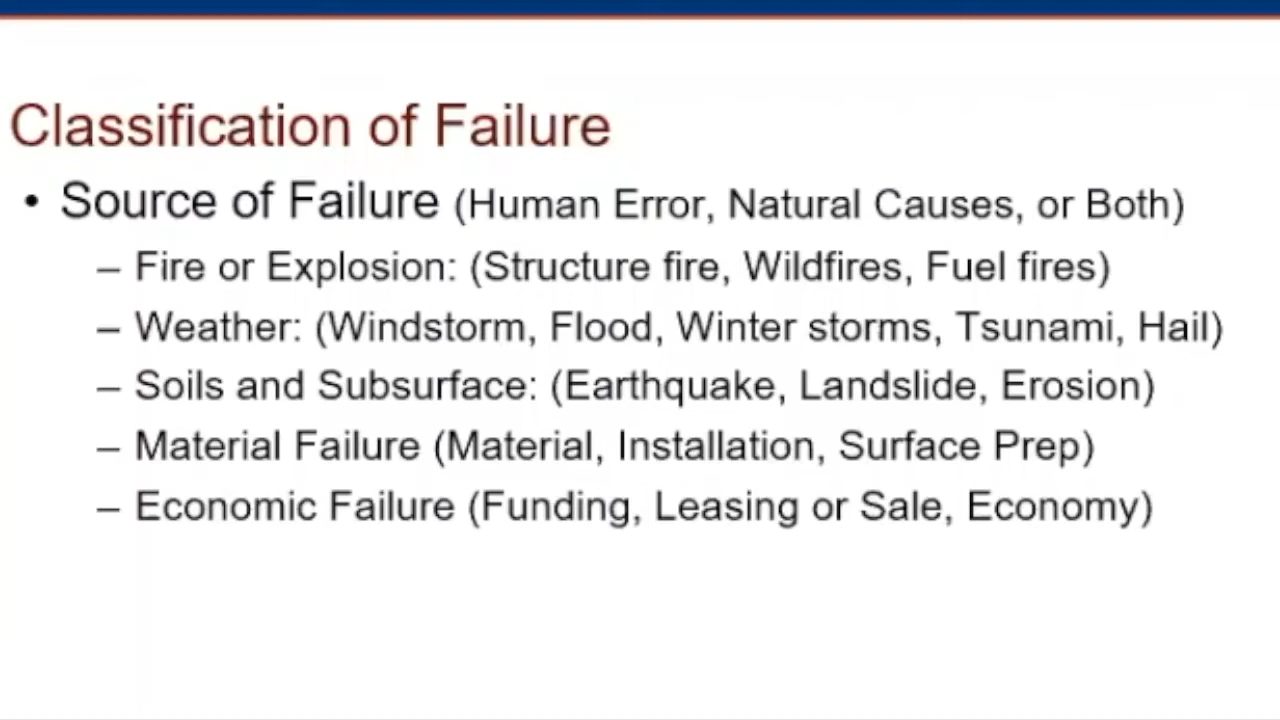 Classification of Failure
• Source of Failure (Human Error, Natural Causes, or Both)
– Fire or Explosion: (Structure fire, Wildfires, Fuel fires)
– Weather: (Windstorm, Flood, Winter storms, Tsunami, Hail)
– Soils and Subsurface: (Earthquake, Landslide, Erosion)
– Material Failure (Material, Installation, Surface Prep)
– Economic Failure (Funding, Leasing or Sale, Economy)